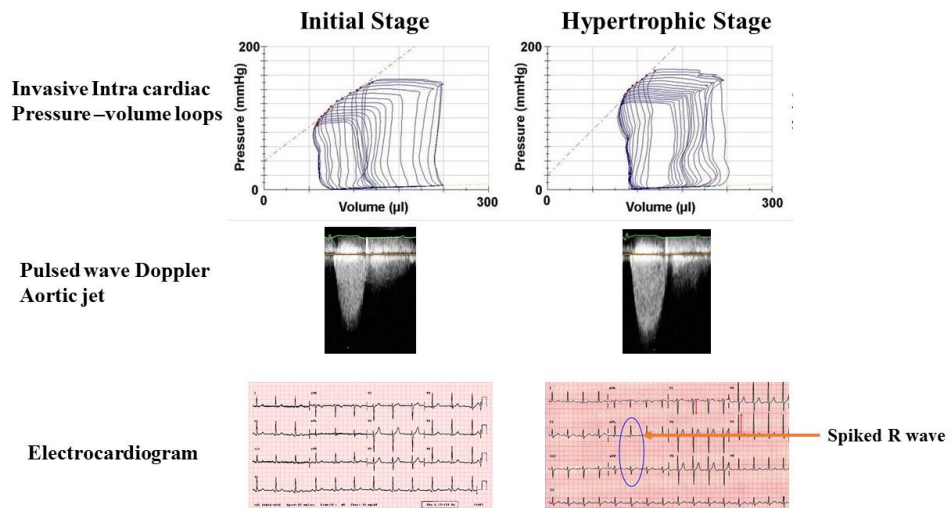 Initial Stage
Hypertrophic Stage
Invasive Intra cardiac
Pressure –volume loops
200
Pressure (mmHg)
0
0
Volume (µl)
300
200
Pressure (mmHg)
0
0
Volume (µl)
300
Pulsed wave Doppler
Aortic jet
Electrocardiogram
Spiked R wave